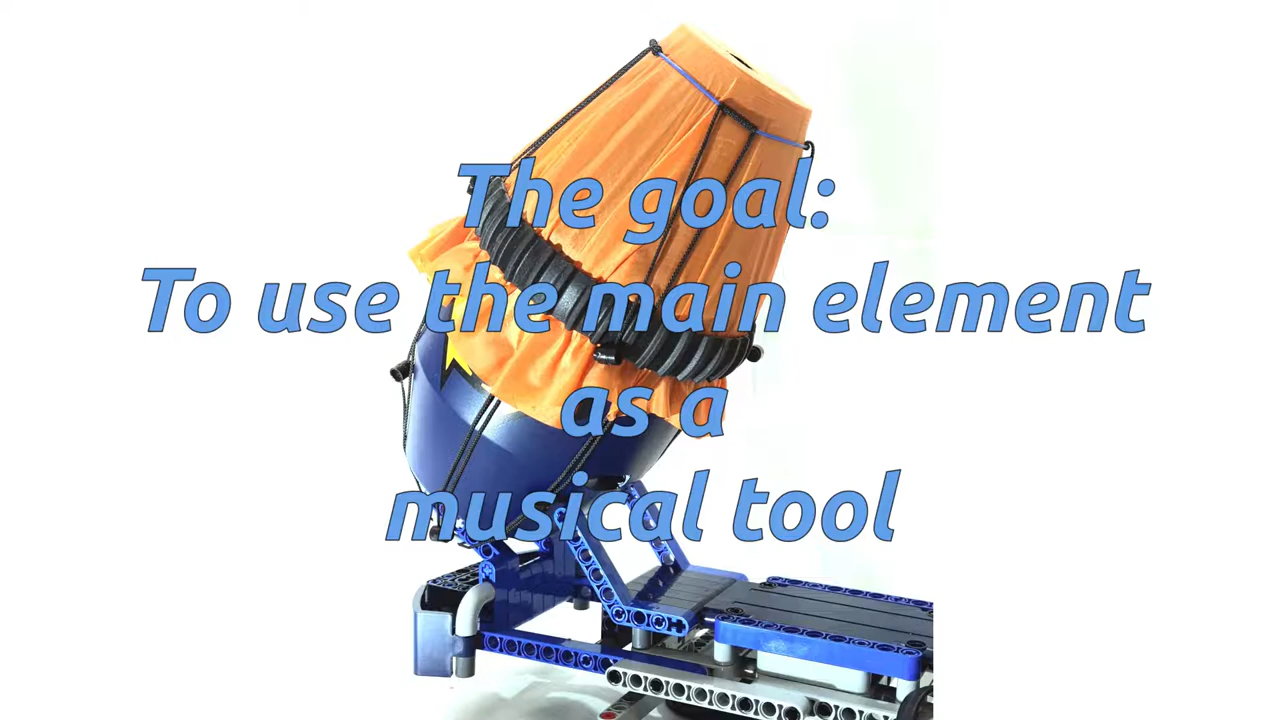 The goal:
To use the main element
as a
musical tool